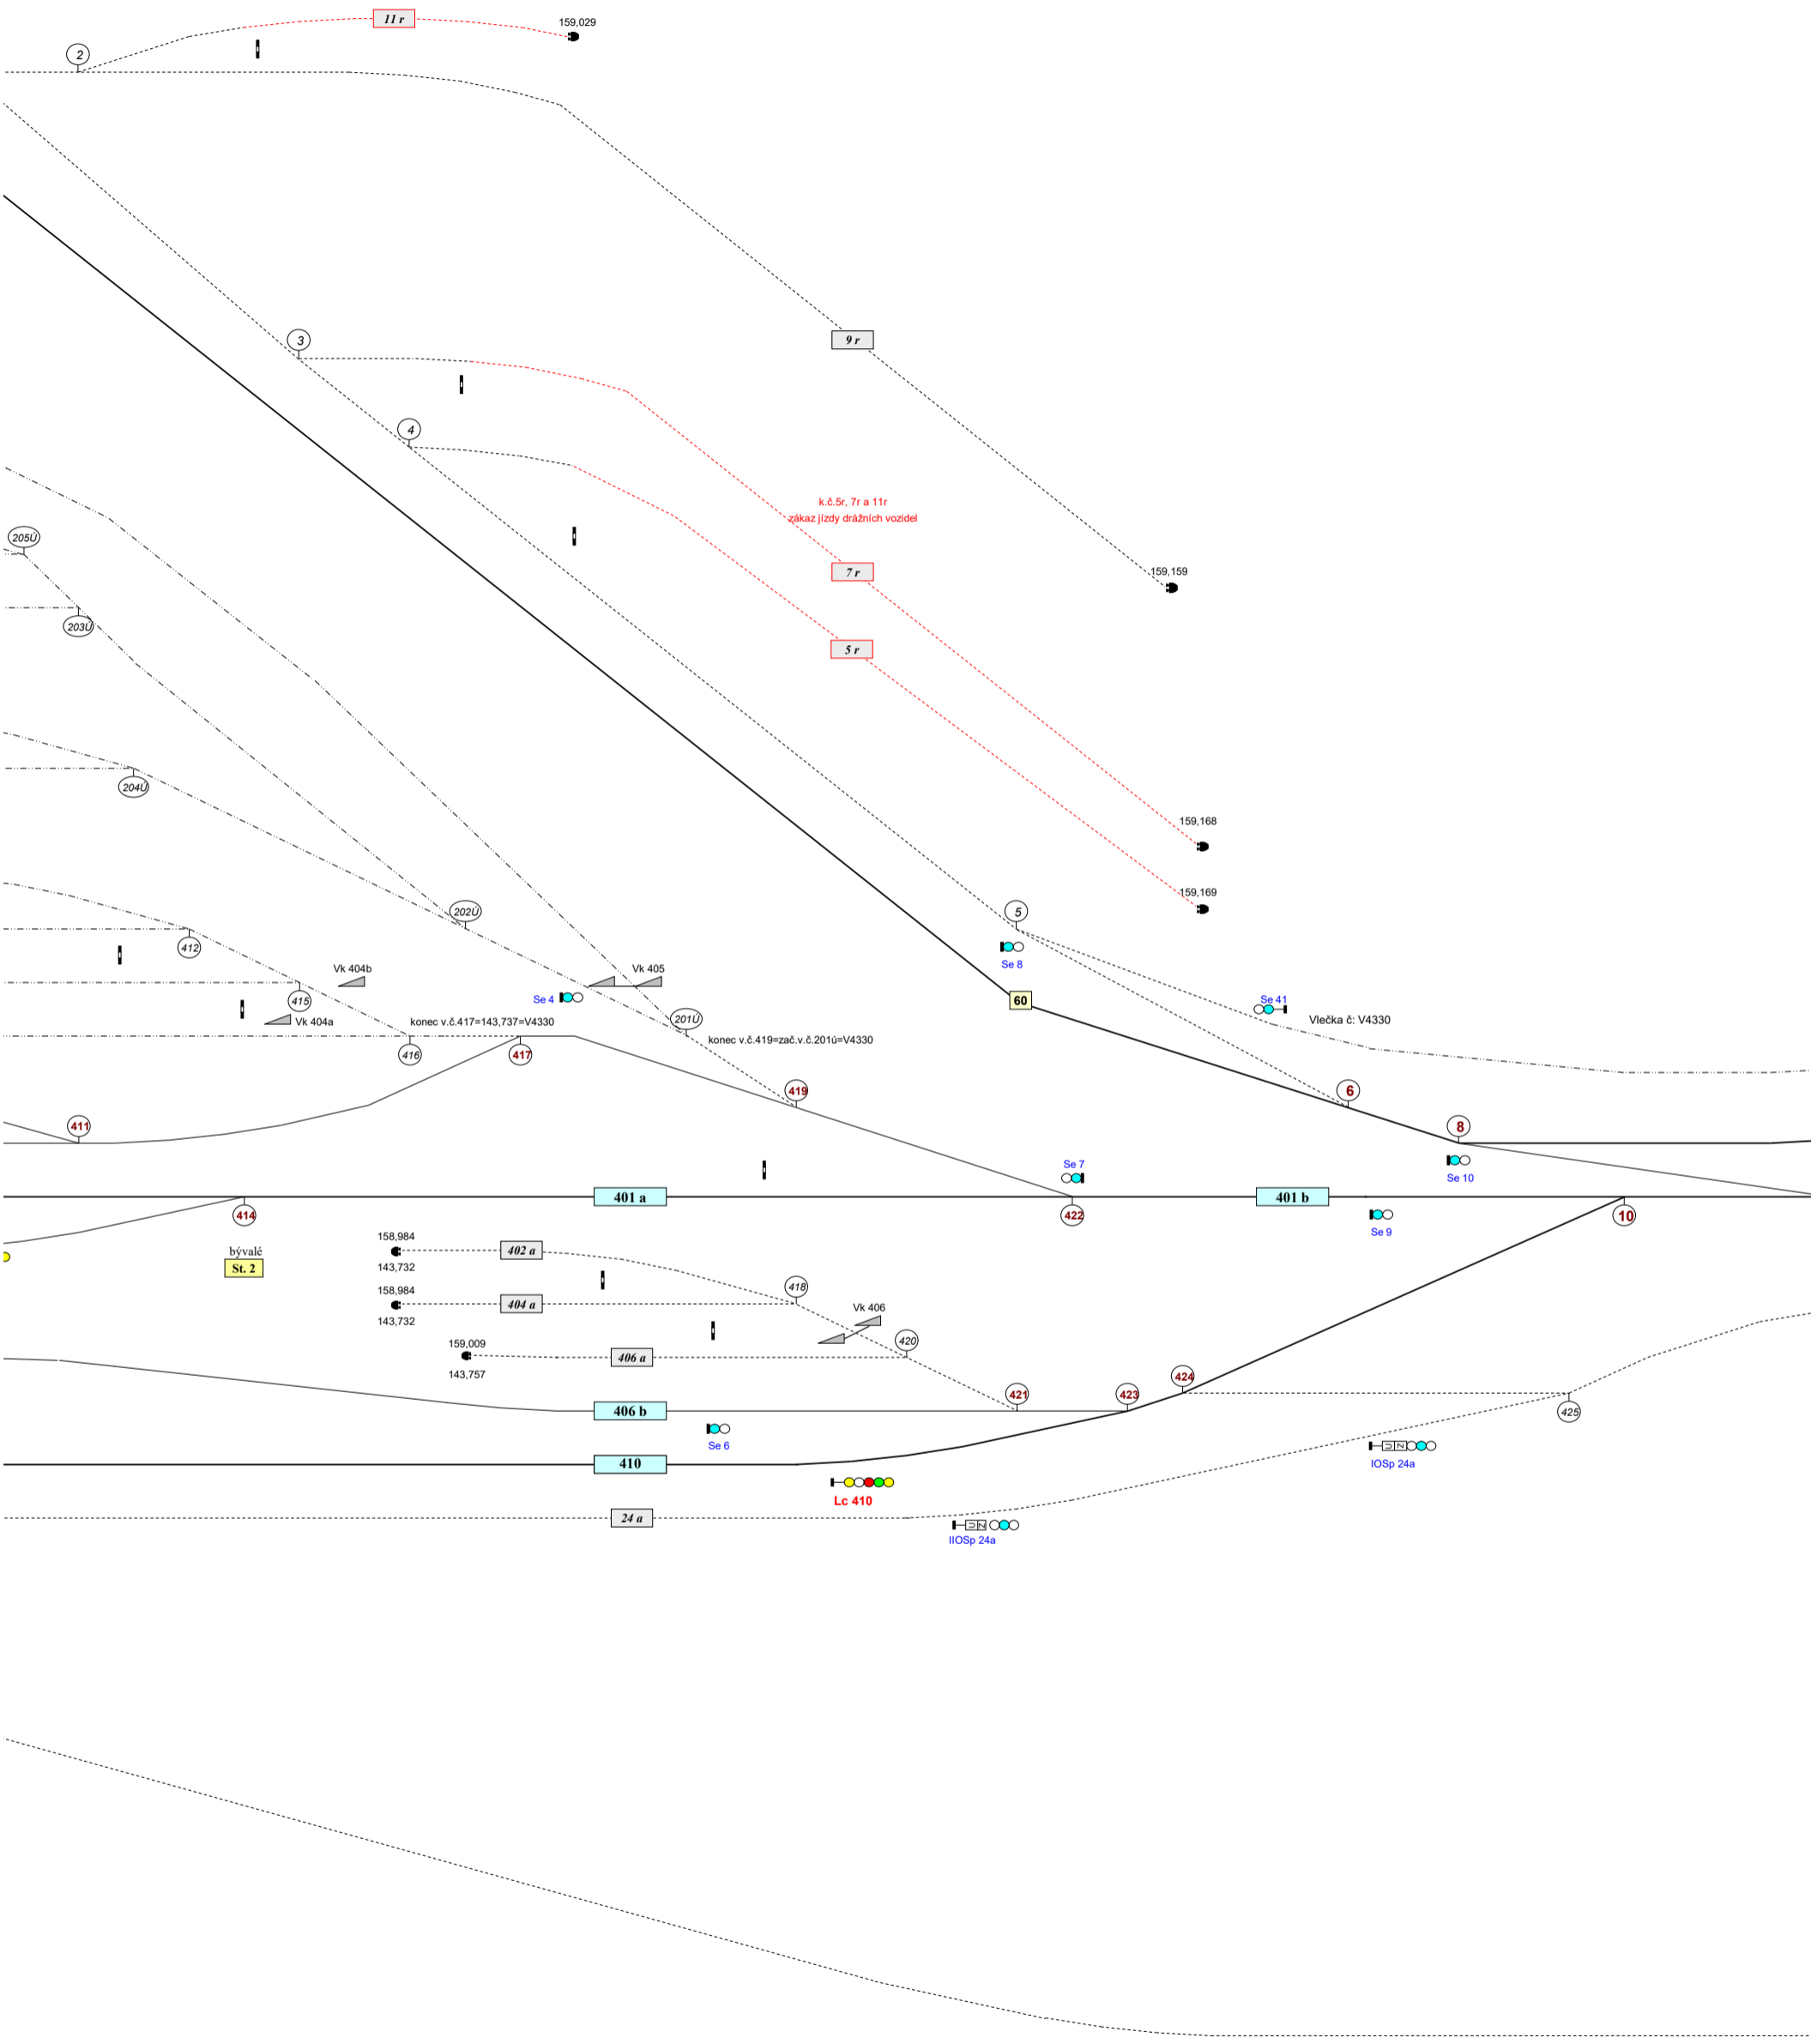 11 r
159,029
2
3
9 r
4
k.č.5r, 7r a 11r
zákaz jízdy drážních vozidel
205Ú
7 r
159,159
203Ú
5 r
204Ú
159,168
159,169
202Ú
5
412
Se 8
Vk 404b
Vk 405
415
Se 4
60
Se 41
Vk 404a
konec v.č.417=143,737=V4330
201Ú
Vlečka č: V4330
416
417
konec v.č.419=zač.v.č.201ú=V4330
419
6
411
8
Se 7
Se 10
401 a
401 b
414
422
10
Se 9
bývalé
St. 2
158,984
402 a
143,732
418
158,984
404 a
143,732
Vk 406
420
159,009
406 a
143,757
424
421
423
406 b
425
Se 6
UZ
IOSp 24a
410
Lc 410
24 a
UZ
IIOSp 24a